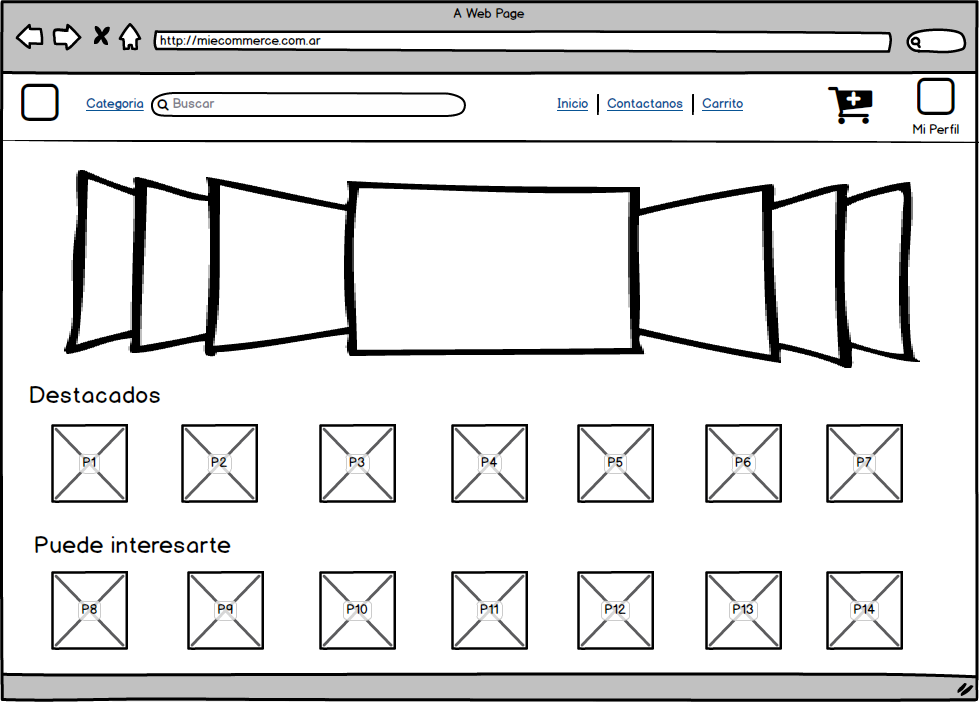 A Web Page
http://miecommerce.com.ar
Categoria Buscar Inicio Contactanos Carrito
Mi Perfil
Destacados
P1 P2 P3 P4 P5 P6 P7
Puede interesarte
P8 P9 P10 P11 P12 P13 P14